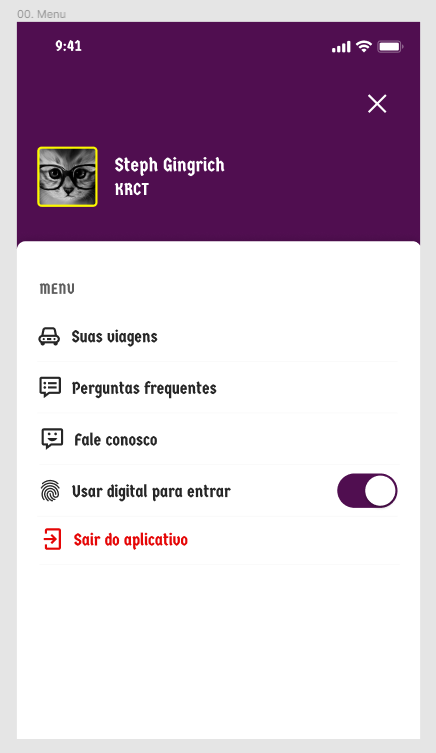 00. Menu
9:41
Steph Gingrich
KRCT
MENU
Suas viagens
Perguntas frequentes
Fale conosco
Usar digital para entrar
Sair do aplicativo